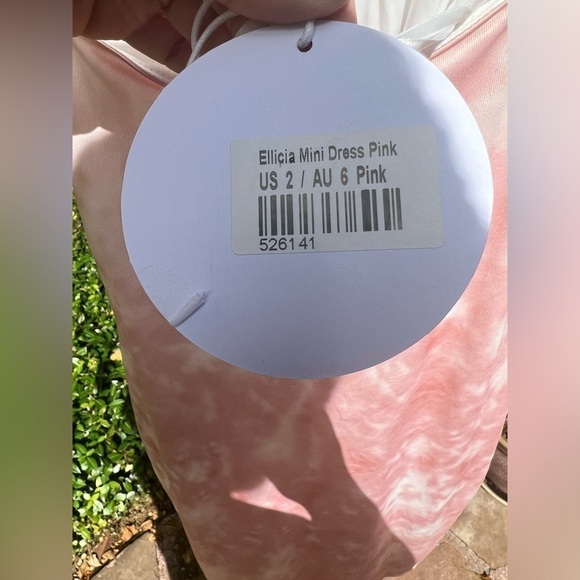 Ellicia Mini Dress Pink
US 2 / AU 6 Pink
526141